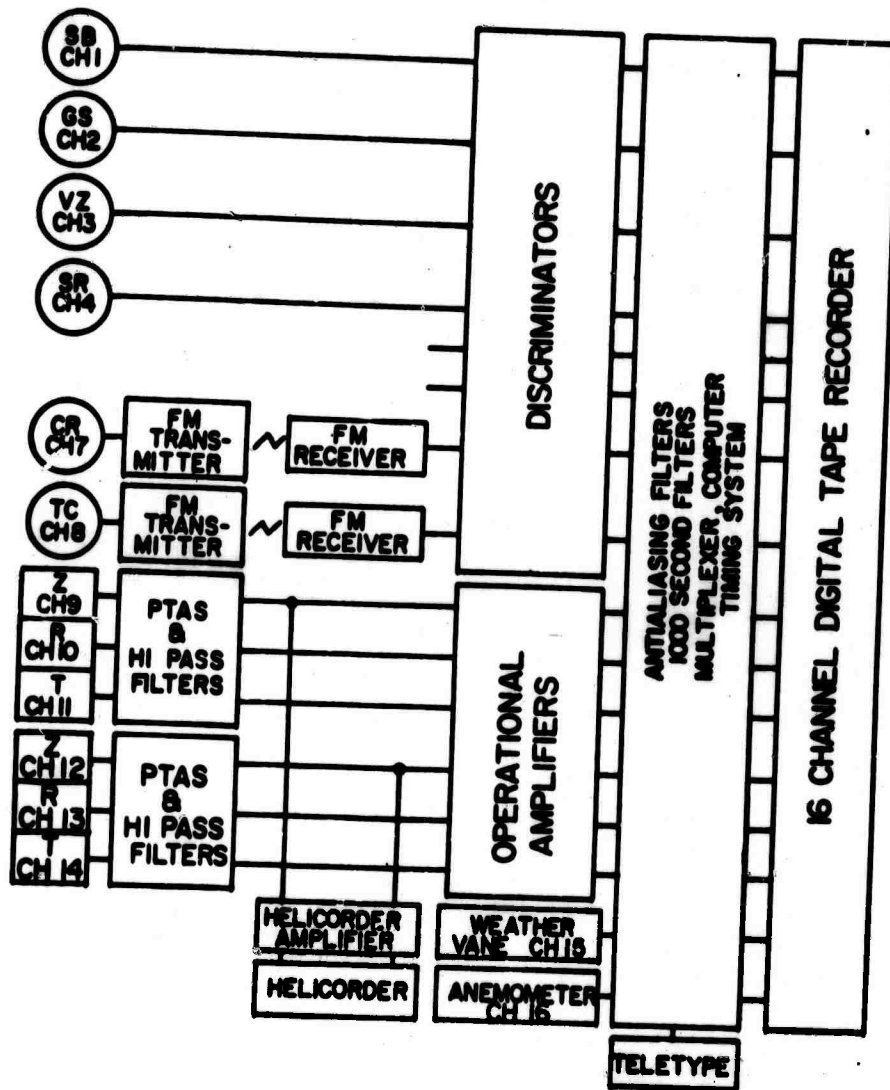 SB
CH1
GS
CH2
VZ
CH3
SR
CH4
CR
CH7
FM
TRANS-
MITTER
FM
RECEIVER
TC
CH8
FM
TRANS-
MITTER
FM
RECEIVER
Z
CH9
R
CH10
T
CH11
PTAS
&
HI PASS
FILTERS
Z
CH12
R
CH13
T
CH14
PTAS
&
HI PASS
FILTERS
HELICORDER
AMPLIFIER
HELICORDER
DISCRIMINATORS
OPERATIONAL
AMPLIFIERS
WEATHER
VANE CH15
ANEMOMETER
CH 16
ANTIALIASING FILTERS
1000 SECOND FILTERS
MULTIPLEXER, COMPUTER
TIMING SYSTEM
TELETYPE
16 CHANNEL DIGITAL TAPE RECORDER